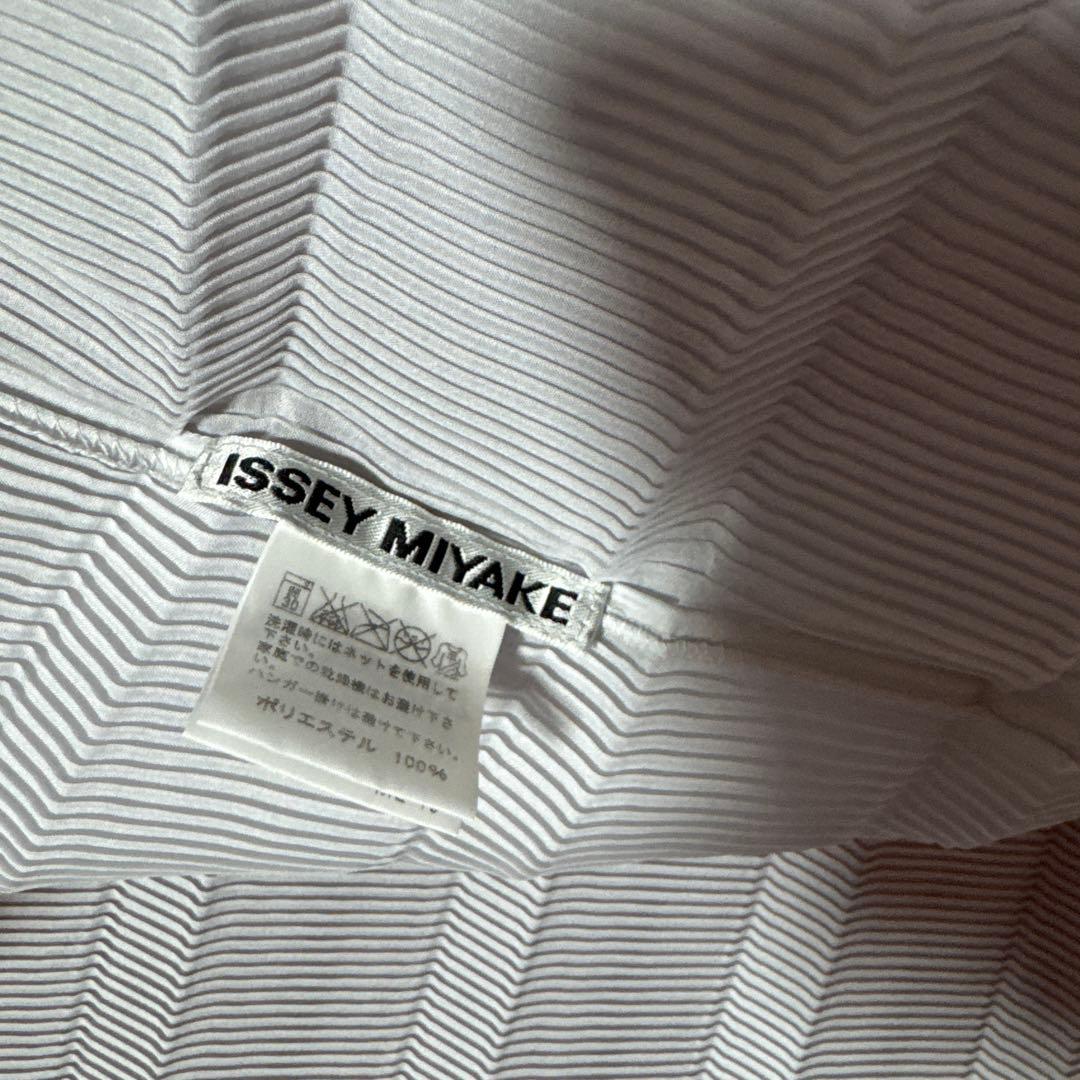 ISSEY MIYAKE
30
洗濯時にはネットを使用して
下さい。
家庭での乾燥機はお避け下さ
い。
ハンガー掛けは避けて下さい。
ポリエステル 100%